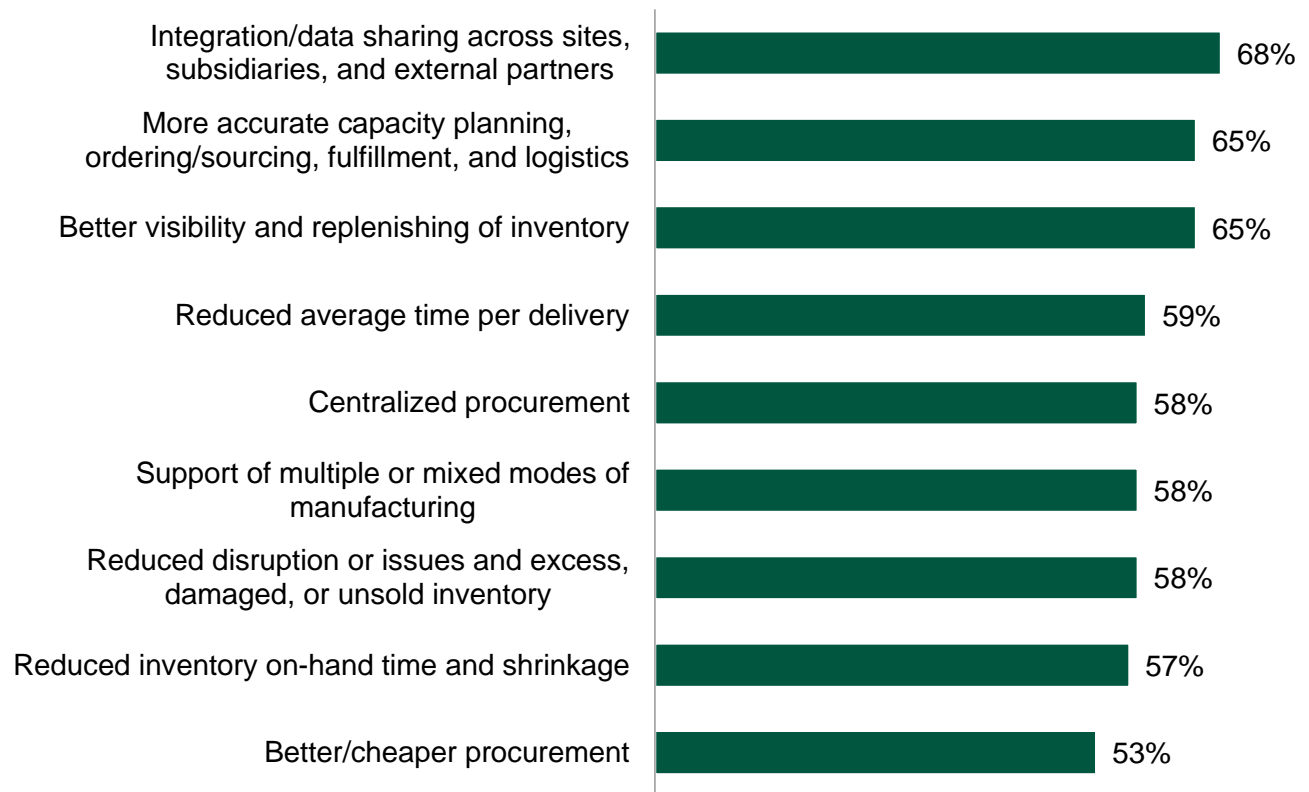 Integration/data sharing across sites,
subsidiaries, and external partners
68%
More accurate capacity planning,
ordering/sourcing, fulfillment, and logistics
65%
Better visibility and replenishing of inventory
65%
Reduced average time per delivery
59%
Centralized procurement
58%
Support of multiple or mixed modes of
manufacturing
58%
Reduced disruption or issues and excess,
damaged, or unsold inventory
58%
Reduced inventory on-hand time and shrinkage
57%
Better/cheaper procurement
53%